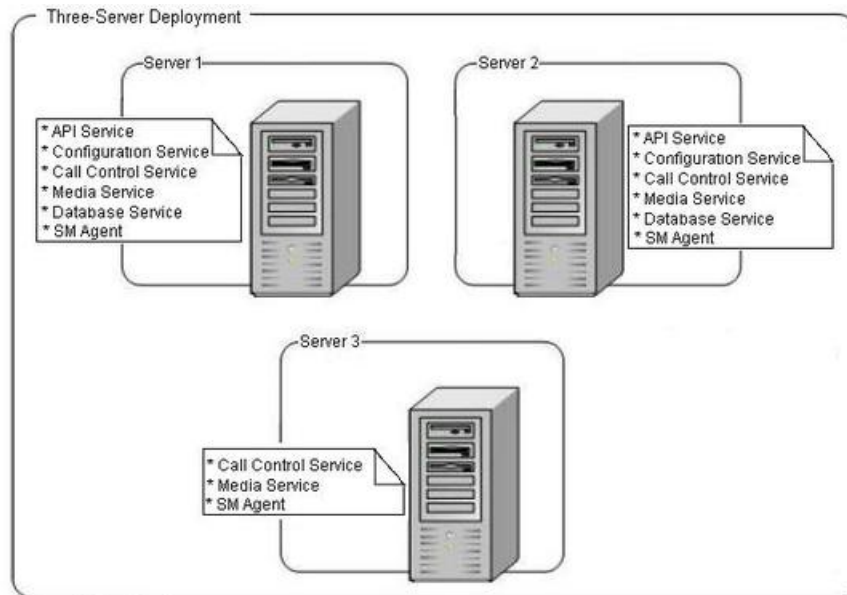 Three-Server Deployment
Server 1
* API Service
* Configuration Service
* Call Control Service
* Media Service
* Database Service
* SM Agent
Server 2
* API Service
* Configuration Service
* Call Control Service
* Media Service
* Database Service
* SM Agent
Server 3
* Call Control Service
* Media Service
* SM Agent